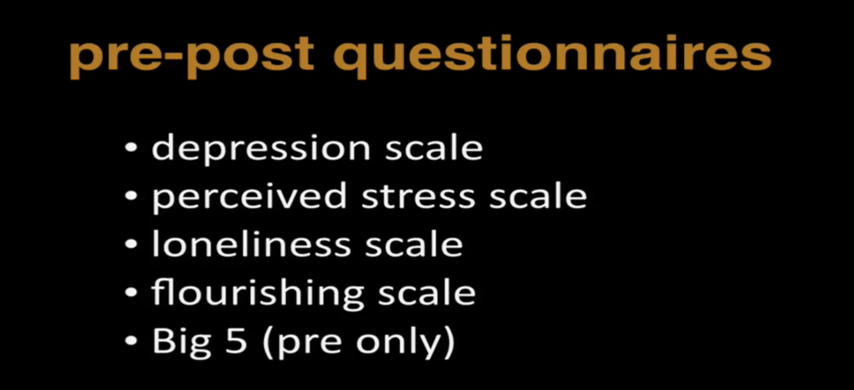 pre-post questionnaires
• depression scale
• perceived stress scale
• loneliness scale
• flourishing scale
• Big 5 (pre only)